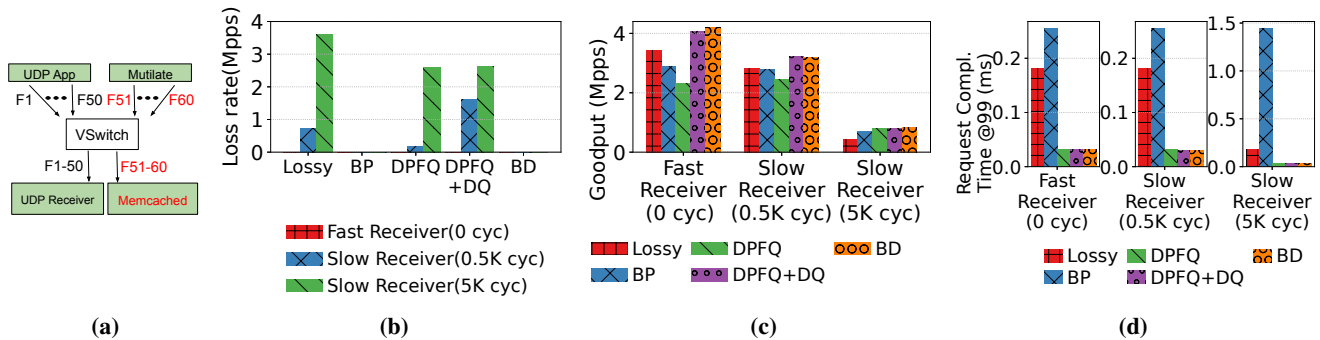 UDP App
Mutilate
F1
F50
F51
F60
VSwitch
F1-50
F51-60
UDP Receiver
Memcached
(a)
Loss rate(Mpps)
4
3
2
1
0
Lossy
BP
DPFQ
DPFQ
+DQ
BD
Fast Receiver(0 cyc)
Slow Receiver(0.5K cyc)
Slow Receiver(5K cyc)
(b)
Goodput (Mpps)
4
2
0
Fast
Receiver
(0 cyc)
Slow
Receiver
(0.5K cyc)
Slow
Receiver
(5K cyc)
Lossy
DPFQ
BD
BP
DPFQ+DQ
(c)
Request Compl.
Time @99 (ms)
0.2
0.1
0.0
Fast
Receiver
(0 cyc)
0.2
0.1
0.0
Slow
Receiver
(0.5K cyc)
1.5
1.0
0.5
0.0
Slow
Receiver
(5K cyc)
Lossy
DPFQ
BD
BP
DPFQ+DQ
(d)